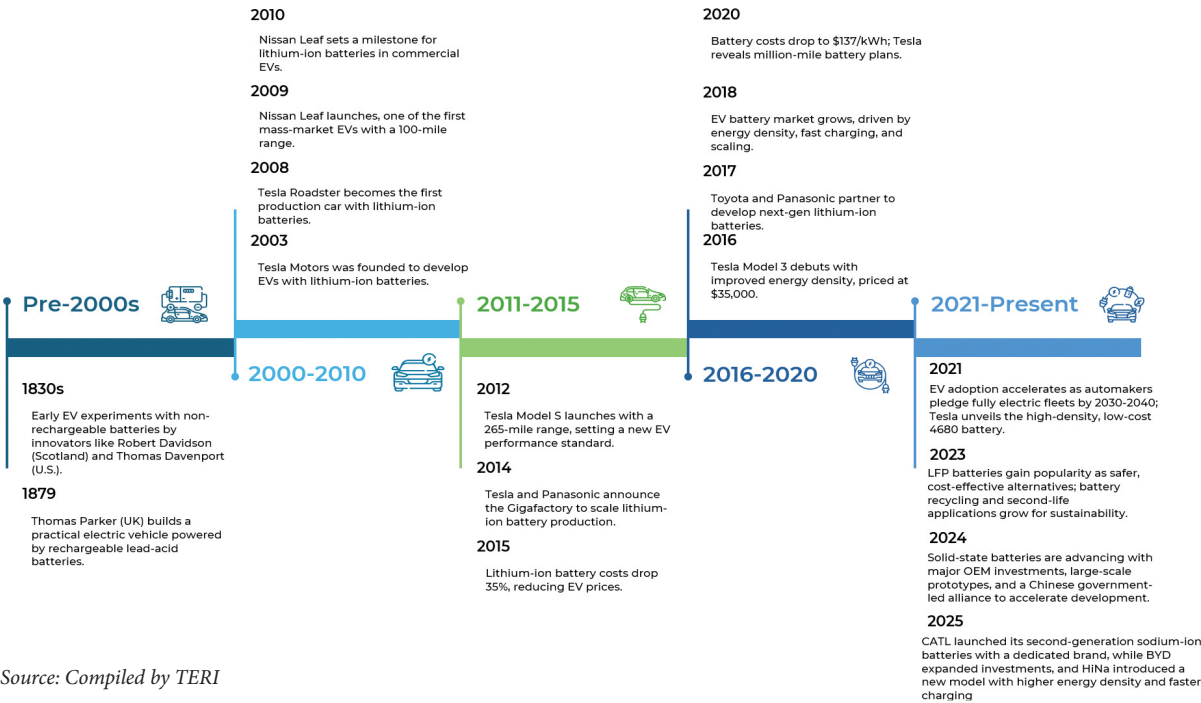 Pre-2000s
1830s
Early EV experiments with non-
rechargeable batteries by
innovators like Robert Davidson
(Scotland) and Thomas Davenport
(U.S.).
1879
Thomas Parker (UK) builds a
practical electric vehicle powered
by rechargeable lead-acid
batteries.
2010
Nissan Leaf sets a milestone for
lithium-ion batteries in commercial
EVs.
2009
Nissan Leaf launches, one of the first
mass-market EVs with a 100-mile
range.
2008
Tesla Roadster becomes the first
production car with lithium-ion
batteries.
2003
Tesla Motors was founded to develop
EVs with lithium-ion batteries.
2000-2010
2011-2015
2012
Tesla Model S launches with a
265-mile range, setting a new EV
performance standard.
2014
Tesla and Panasonic announce
the Gigafactory to scale lithium-
ion battery production.
2015
Lithium-ion battery costs drop
35%, reducing EV prices.
2020
Battery costs drop to $137/kWh; Tesla
reveals million-mile battery plans.
2018
EV battery market grows, driven by
energy density, fast charging, and
scaling.
2017
Toyota and Panasonic partner to
develop next-gen lithium-ion
batteries.
2016
Tesla Model 3 debuts with
improved energy density, priced at
$35,000.
2016-2020
2021-Present
2021
EV adoption accelerates as automakers
pledge fully electric fleets by 2030-2040;
Tesla unveils the high-density, low-cost
4680 battery.
2023
LFP batteries gain popularity as safer,
cost-effective alternatives; battery
recycling and second-life
applications grow for sustainability.
2024
Solid-state batteries are advancing with
major OEM investments, large-scale
prototypes, and a Chinese government-
led alliance to accelerate development.
2025
CATL launched its second-generation sodium-ion
batteries with a dedicated brand, while BYD
expanded investments, and HiNa introduced a
new model with higher energy density and faster
charging
Source: Compiled by TERI